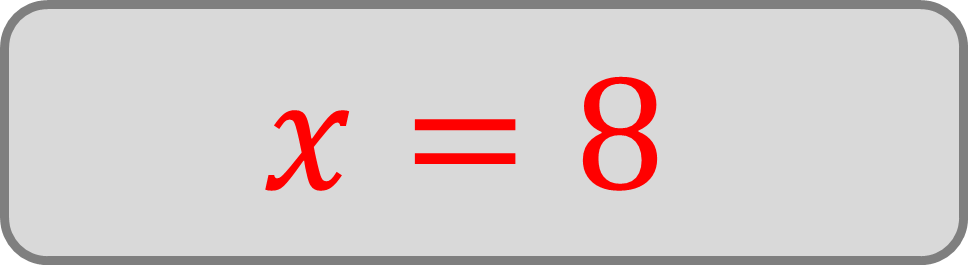 x = 8